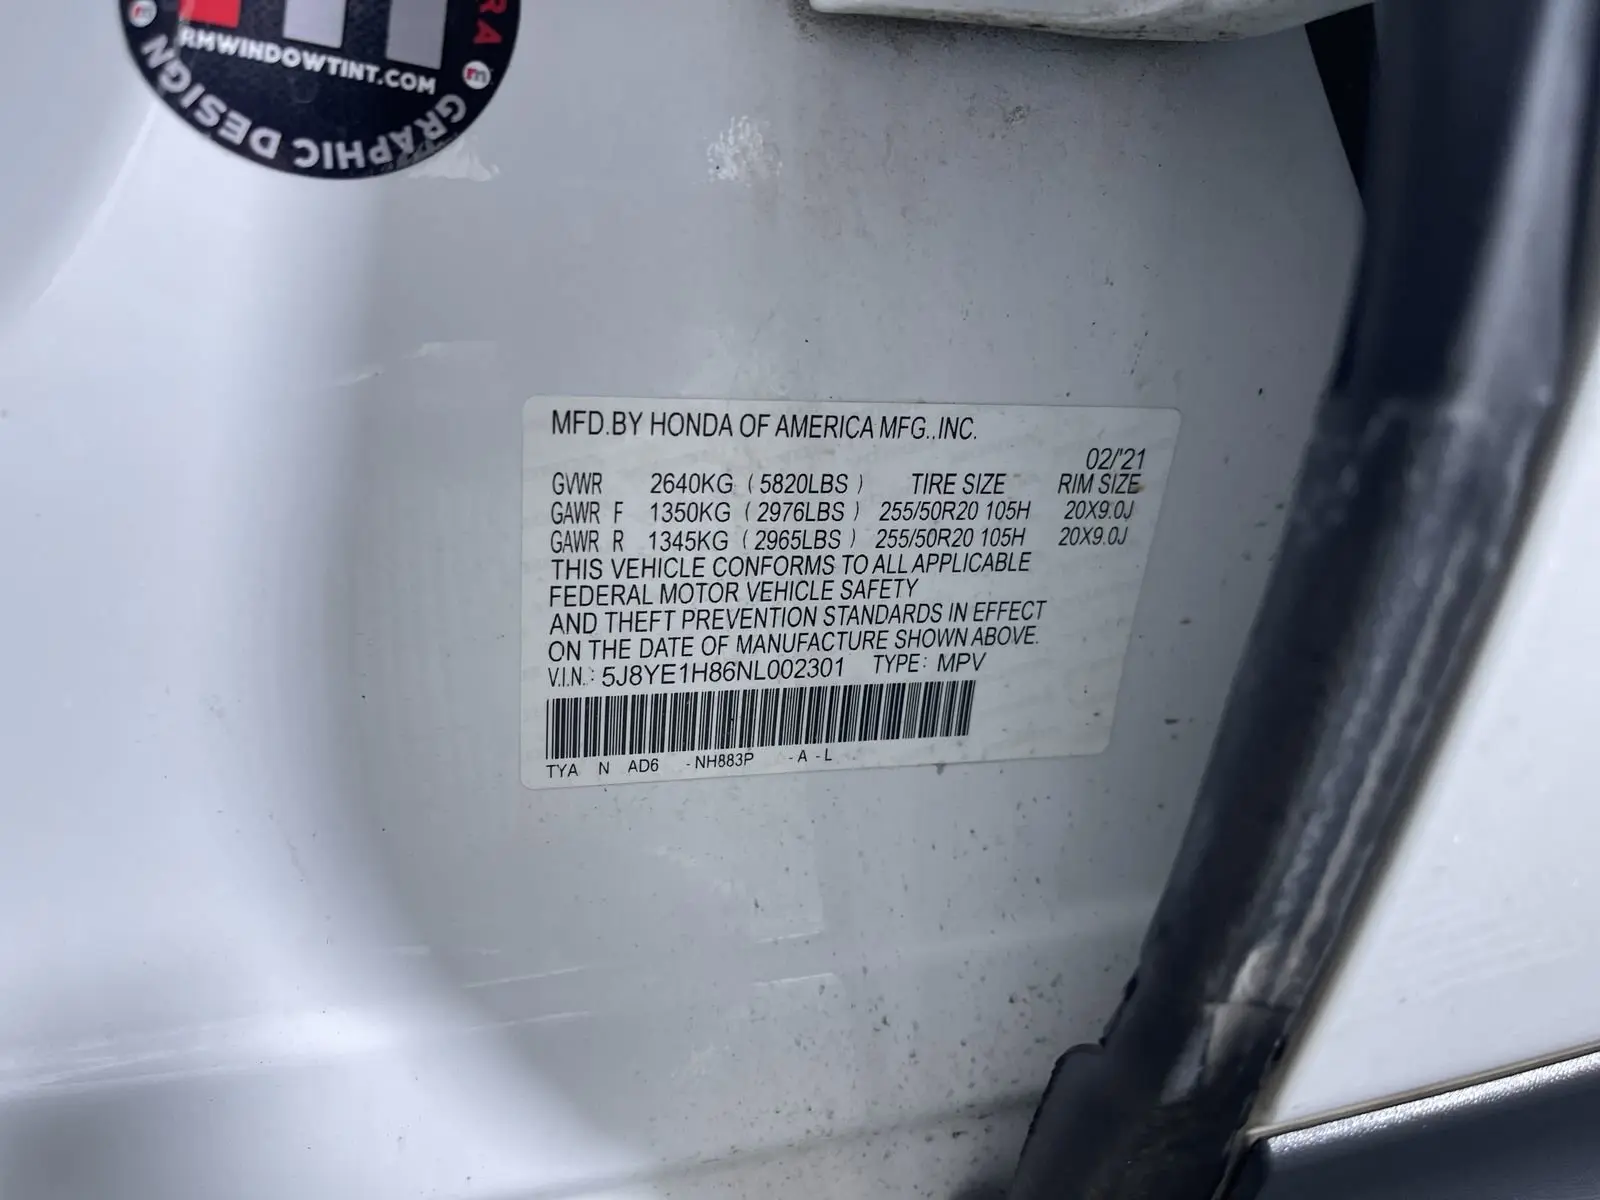 RA
RMWINDOWTINT.COM
GRAPHIC DESIGN
MFD.BY HONDA OF AMERICA MFG.,INC.
02/'21
GVWR 2640KG ( 5820LBS ) TIRE SIZE RIM SIZE
GAWR F 1350KG ( 2976LBS ) 255/50R20 105H 20X9.0J
GAWR R 1345KG ( 2965LBS ) 255/50R20 105H 20X9.0J
THIS VEHICLE CONFORMS TO ALL APPLICABLE
FEDERAL MOTOR VEHICLE SAFETY
AND THEFT PREVENTION STANDARDS IN EFFECT
ON THE DATE OF MANUFACTURE SHOWN ABOVE.
V.I.N.: 5J8YE1H86NL002301 TYPE: MPV
TYA N AD6 -NH883P -A -L